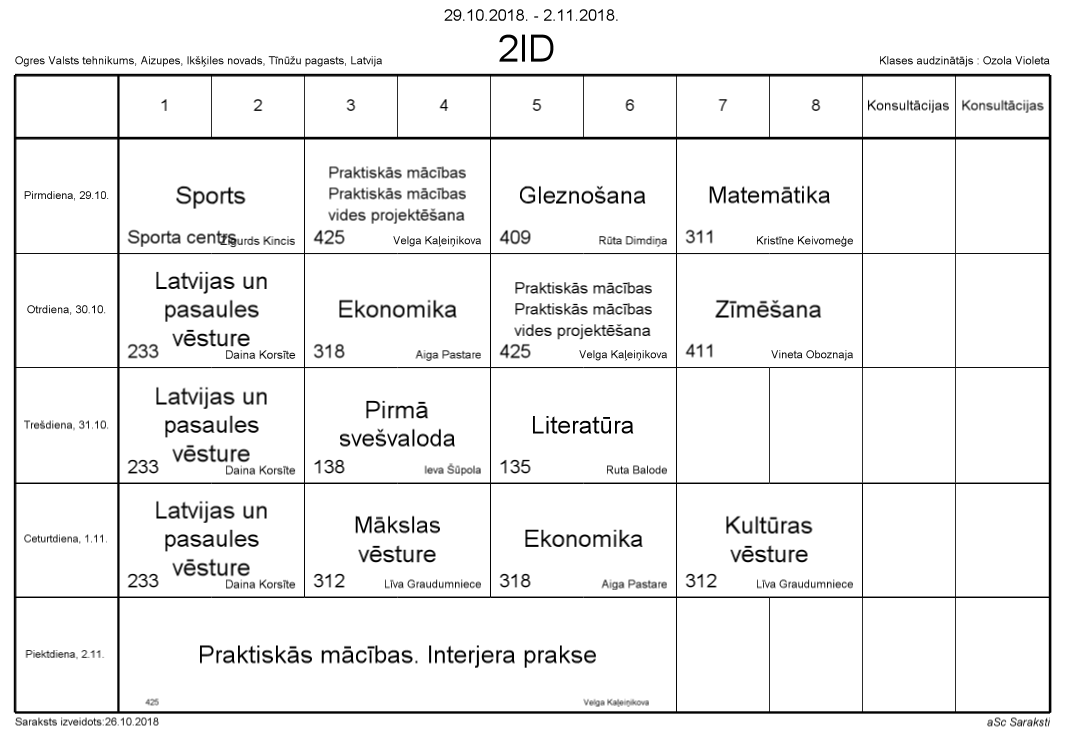 29.10.2018. - 2.11.2018.
2ID
Ogres Valsts tehnikums, Aizupes, Ikšķiles novads, Tīnūžu pagasts, Latvija
Klases audzinātājs : Ozola Violeta
1 2 3 4 5 6 7 8 Konsultācijas Konsultācijas
Pirmdiena, 29.10.
Sports
Sporta centrs Zigurds Kincis
Praktiskās mācības
Praktiskās mācības
vides projektēšana
425 Velga Kaļeiņikova
Gleznošana
409 Rūta Dimdiņa
Matemātika
311 Kristīne Keivomeģe
Otrdiena, 30.10.
Latvijas un
pasaules
vēsture
233 Daina Korsīte
Ekonomika
318 Aiga Pastare
Praktiskās mācības
Praktiskās mācības
vides projektēšana
425 Velga Kaļeiņikova
Zīmēšana
411 Vineta Oboznaja
Trešdiena, 31.10.
Latvijas un
pasaules
vēsture
233 Daina Korsīte
Pirmā
svešvaloda
138 Ieva Šūpola
Literatūra
135 Ruta Balode
Ceturtdiena, 1.11.
Latvijas un
pasaules
vēsture
233 Daina Korsīte
Mākslas
vēsture
312 Līva Graudumniece
Ekonomika
318 Aiga Pastare
Kultūras
vēsture
312 Līva Graudumniece
Piektdiena, 2.11.
Praktiskās mācības. Interjera prakse
425 Velga Kaļeiņikova
Saraksts izveidots:26.10.2018
aSc Saraksti